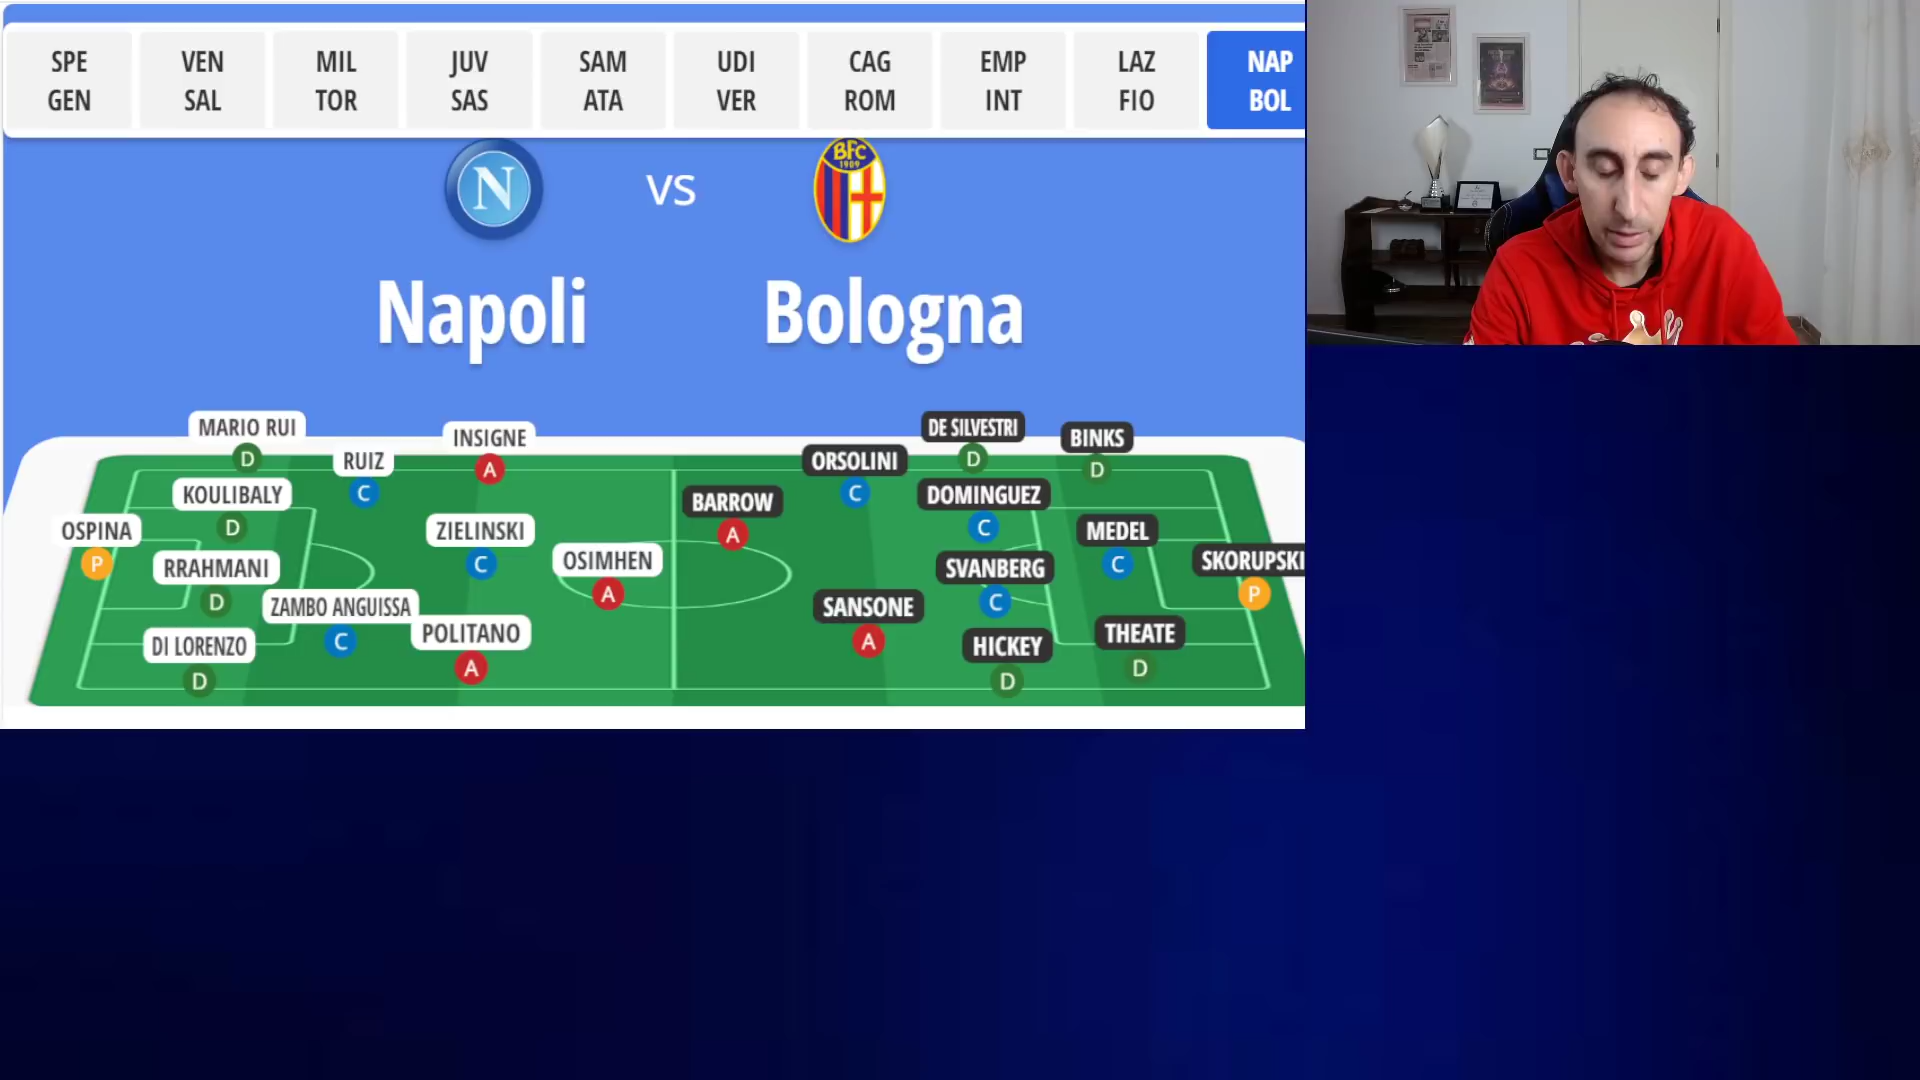 SPE
GEN
VEN
SAL
MIL
TOR
JUV
SAS
SAM
ATA
UDI
VER
CAG
ROM
EMP
INT
LAZ
FIO
NAP
BOL
N
VS
BFC
1909
Napoli
Bologna
MARIO RUI
D
RUIZ
C
INSIGNE
A
KOULIBALY
D
OSPINA
P
ZIELINSKI
C
RRAHMANI
D
OSIMHEN
A
ZAMBO ANGUISSA
C
POLITANO
A
DI LORENZO
D
BARROW
A
ORSOLINI
C
DE SILVESTRI
D
BINKS
D
DOMINGUEZ
C
MEDEL
C
SVANBERG
C
SKORUPSKI
P
SANSONE
A
HICKEY
D
THEATE
D